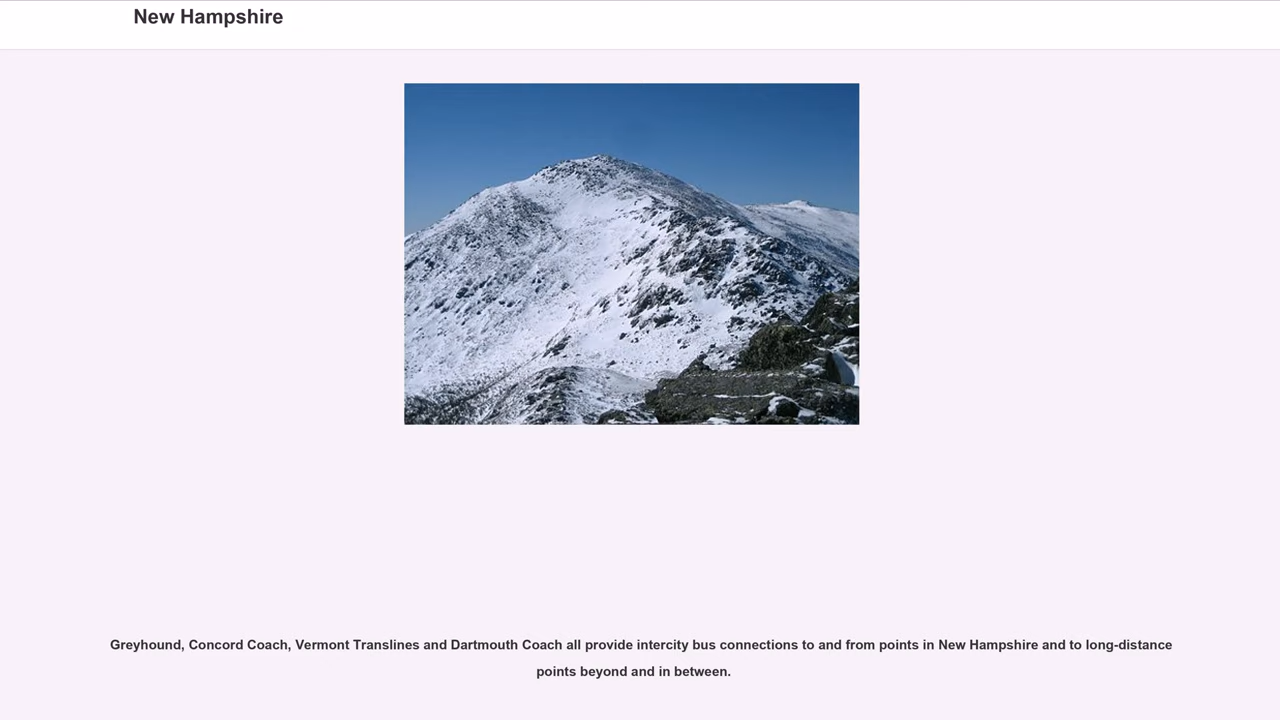 New Hampshire
Greyhound, Concord Coach, Vermont Translines and Dartmouth Coach all provide intercity bus connections to and from points in New Hampshire and to long-distance
points beyond and in between.